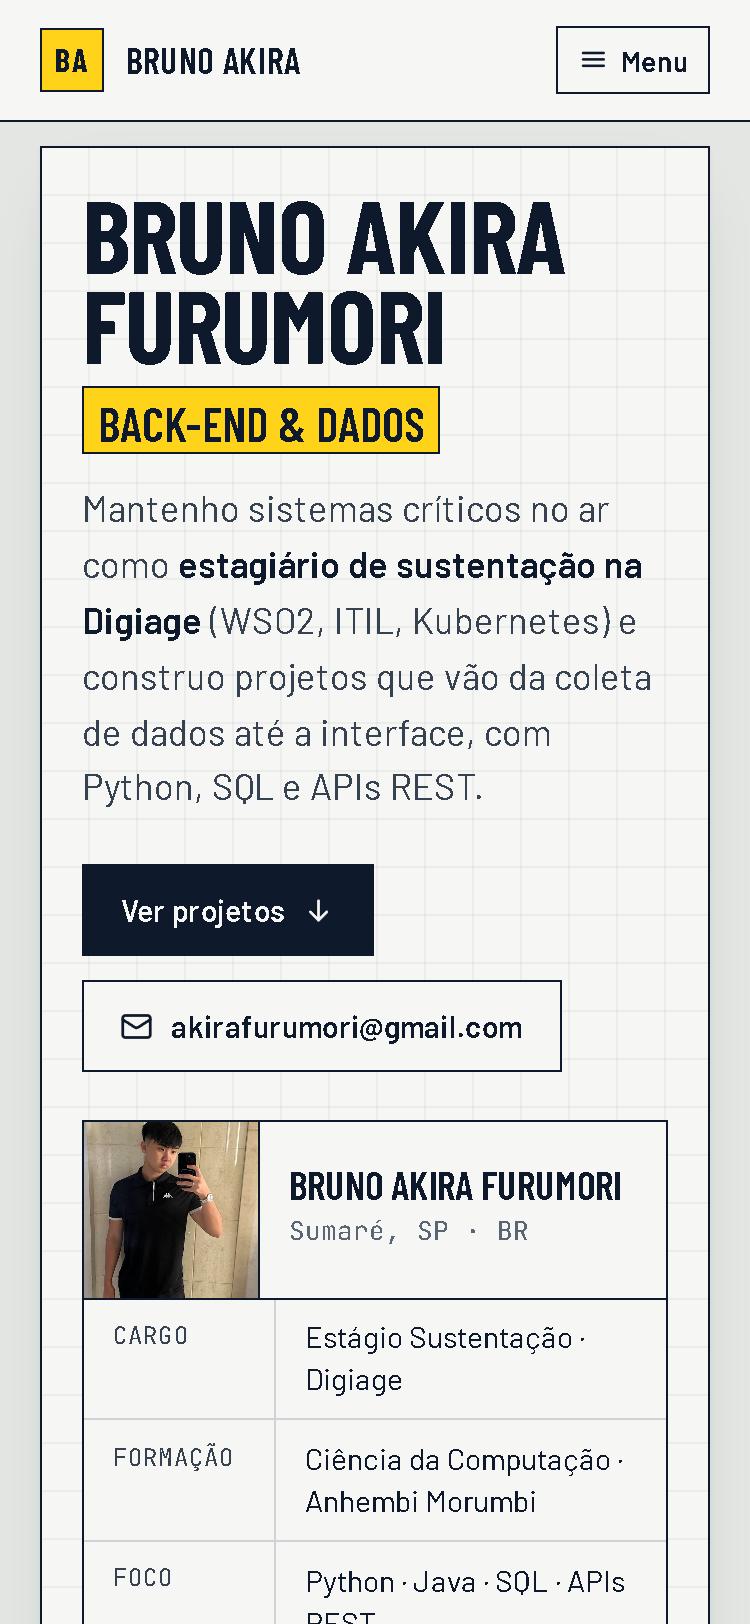 BA
BRUNO AKIRA
Menu
BRUNO AKIRA
FURUMORI
BACK-END & DADOS
Mantenho sistemas críticos no ar
como estagiário de sustentação na
Digiage (WSO2, ITIL, Kubernetes) e
construo projetos que vão da coleta
de dados até a interface, com
Python, SQL e APIs REST.
Ver projetos ↓
akirafurumori@gmail.com
BRUNO AKIRA FURUMORI
Sumaré, SP · BR
CARGO
Estágio Sustentação ·
Digiage
FORMAÇÃO
Ciência da Computação ·
Anhembi Morumbi
FOCO
Python · Java · SQL · APIs
REST